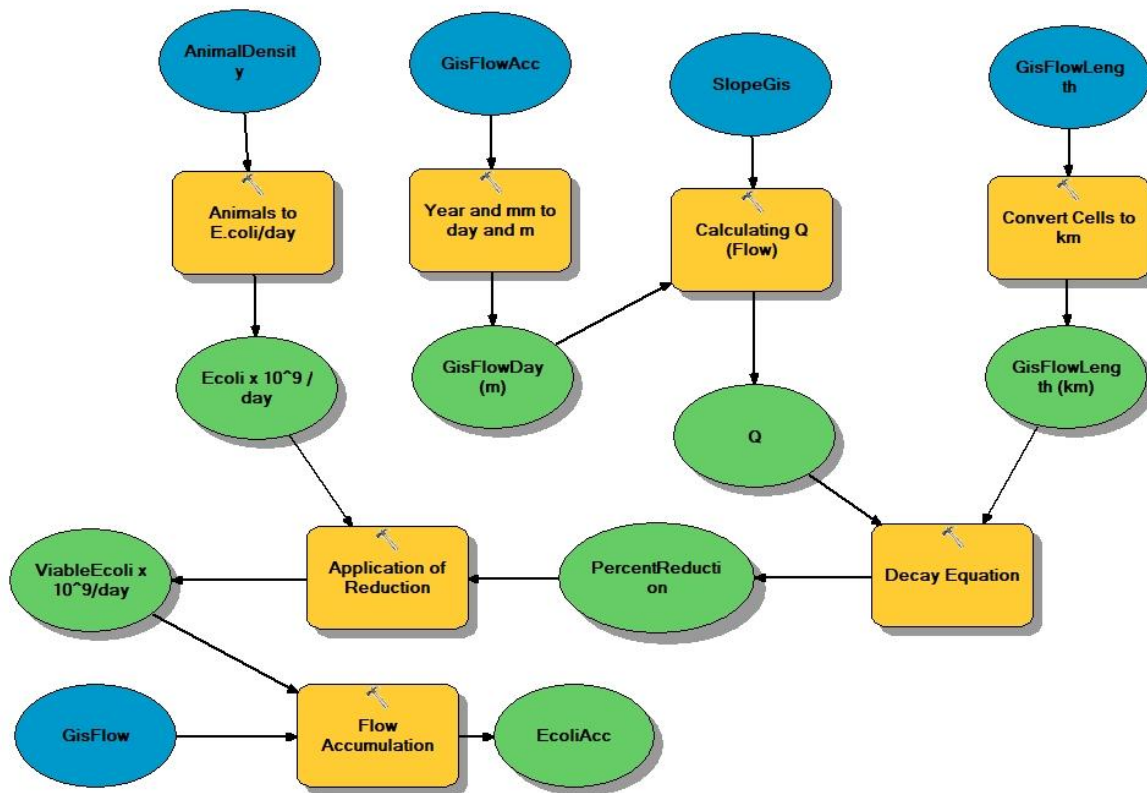 AnimalDensit
y
GisFlowAcc
SlopeGis
GisFlowLeng
th
Animals to
E.coli/day
Year and mm to
day and m
Calculating Q
(Flow)
Convert Cells to
km
Ecoli x 10^9 /
day
GisFlowDay
(m)
Q
GisFlowLeng
th (km)
ViableEcoli x
10^9/day
Application of
Reduction
PercentReducti
on
Decay Equation
GisFlow
Flow
Accumulation
EcoliAcc